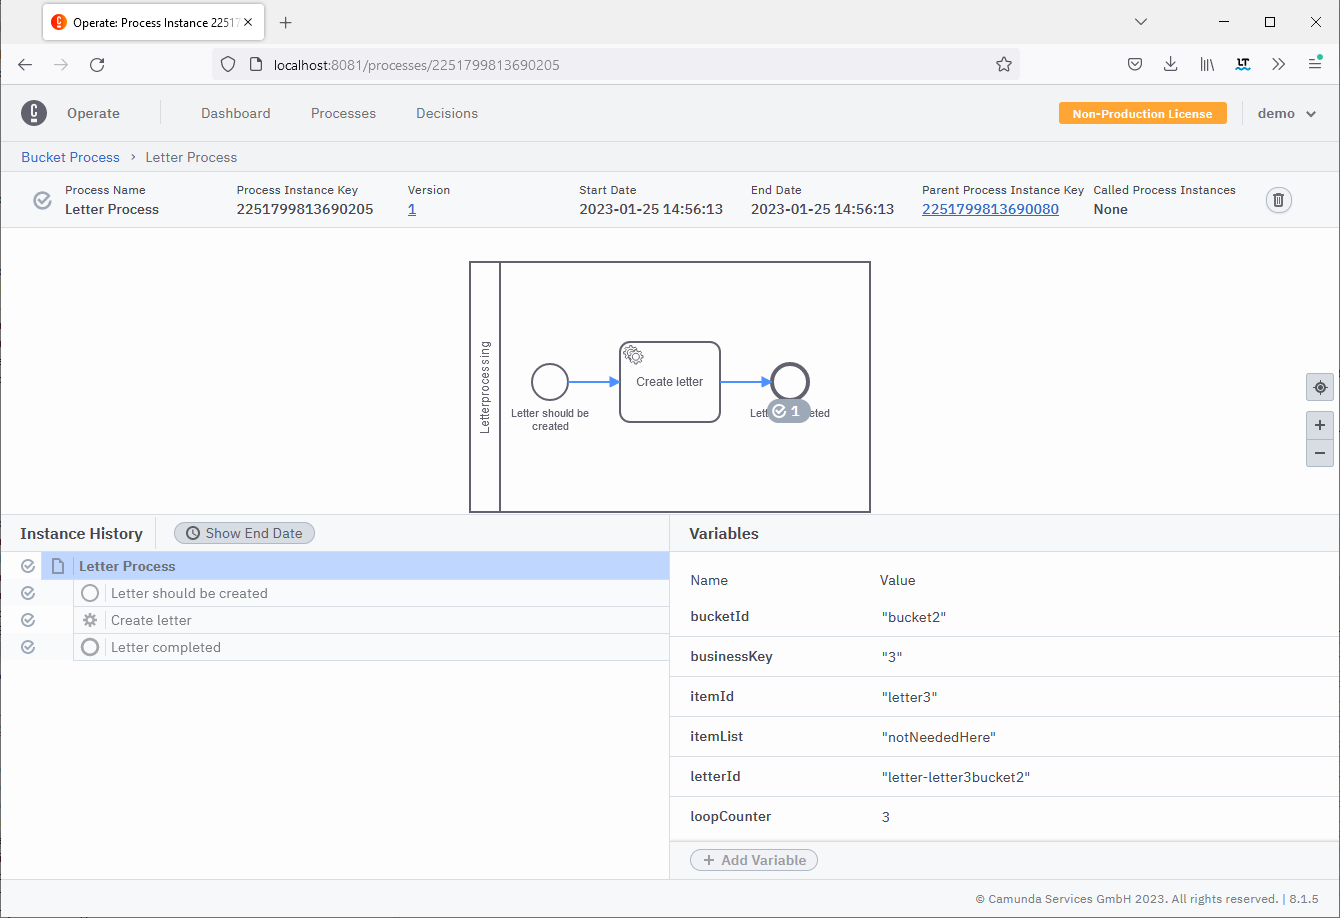 Operate: Process Instance 22517
localhost:8081/processes/2251799813690205
Operate
Dashboard
Processes
Decisions
Non-Production License
demo
Bucket Process › Letter Process
Process Name
Letter Process
Process Instance Key
2251799813690205
Version
1
Start Date
2023-01-25 14:56:13
End Date
2023-01-25 14:56:13
Parent Process Instance Key
2251799813690080
Called Process Instances
None
Letterprocessing
Letter should be
created
Create letter
1
Instance History
Show End Date
Letter Process
Letter should be created
Create letter
Letter completed
Variables
Name Value
bucketId "bucket2"
businessKey "3"
itemId "letter3"
itemList "notNeededHere"
letterId "letter-letter3bucket2"
loopCounter 3
+ Add Variable
© Camunda Services GmbH 2023. All rights reserved. | 8.1.5